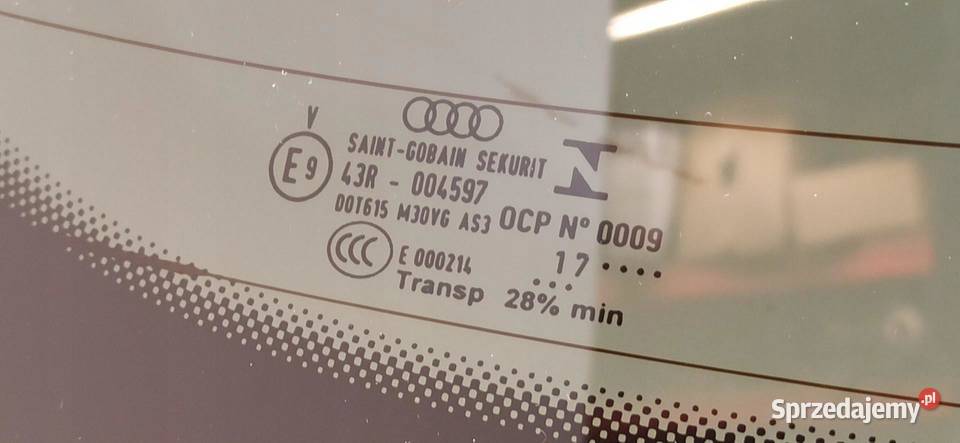 V
E9
SAINT-GOBAIN SEKURIT
43R - 004597
DOT615 M30VG AS3
OCP Nº 0009
CCC E 000214
17 ••••
•••
Transp 28% min
Sprzedajemy.pl